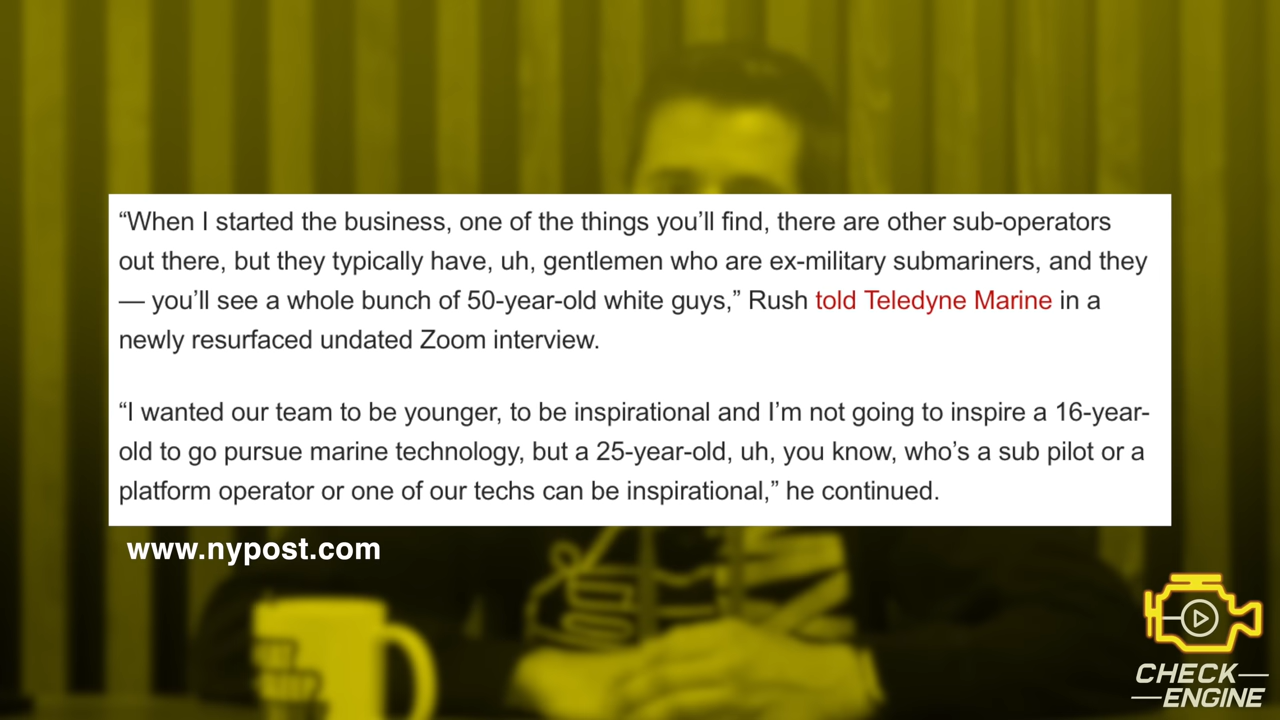 “When I started the business, one of the things you’ll find, there are other sub-operators
out there, but they typically have, uh, gentlemen who are ex-military submariners, and they
— you’ll see a whole bunch of 50-year-old white guys,” Rush told Teledyne Marine in a
newly resurfaced undated Zoom interview.
“I wanted our team to be younger, to be inspirational and I’m not going to inspire a 16-year-
old to go pursue marine technology, but a 25-year-old, uh, you know, who’s a sub pilot or a
platform operator or one of our techs can be inspirational,” he continued.
www.nypost.com
CHECK
ENGINE